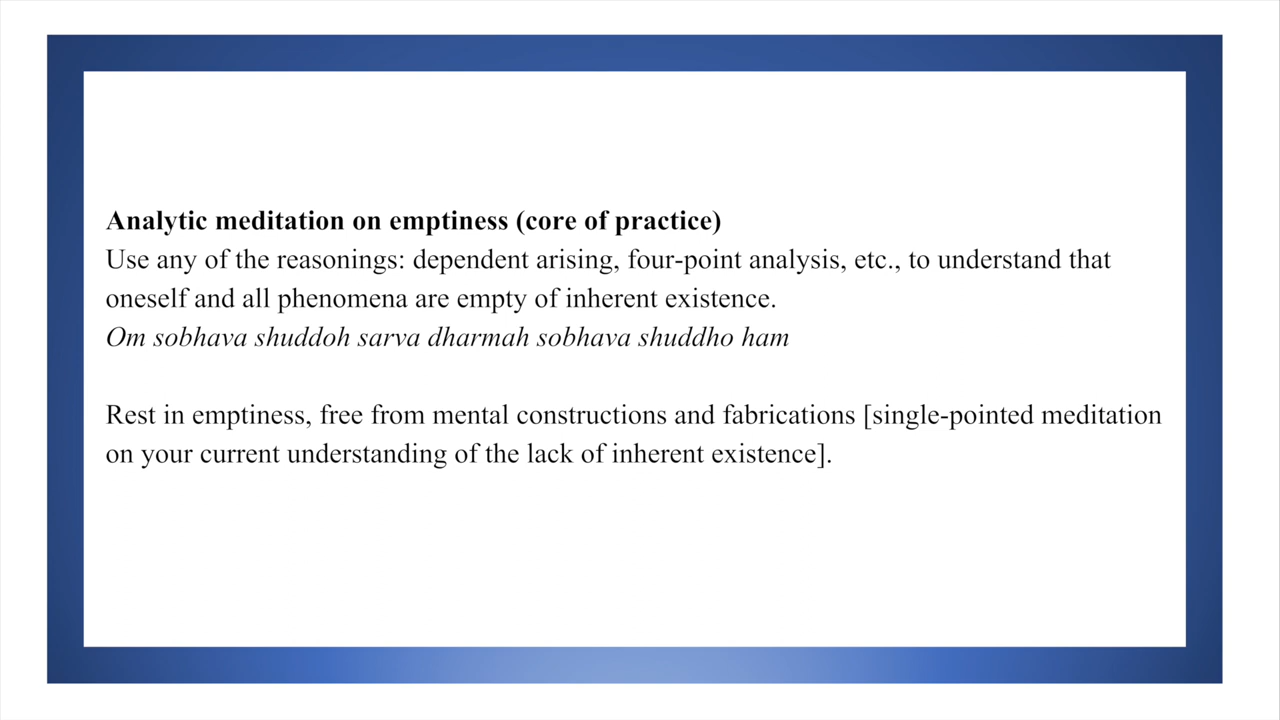 Analytic meditation on emptiness (core of practice)
Use any of the reasonings: dependent arising, four-point analysis, etc., to understand that
oneself and all phenomena are empty of inherent existence.
Om sobhava shuddoh sarva dharmah sobhava shuddho ham
Rest in emptiness, free from mental constructions and fabrications [single-pointed meditation
on your current understanding of the lack of inherent existence].